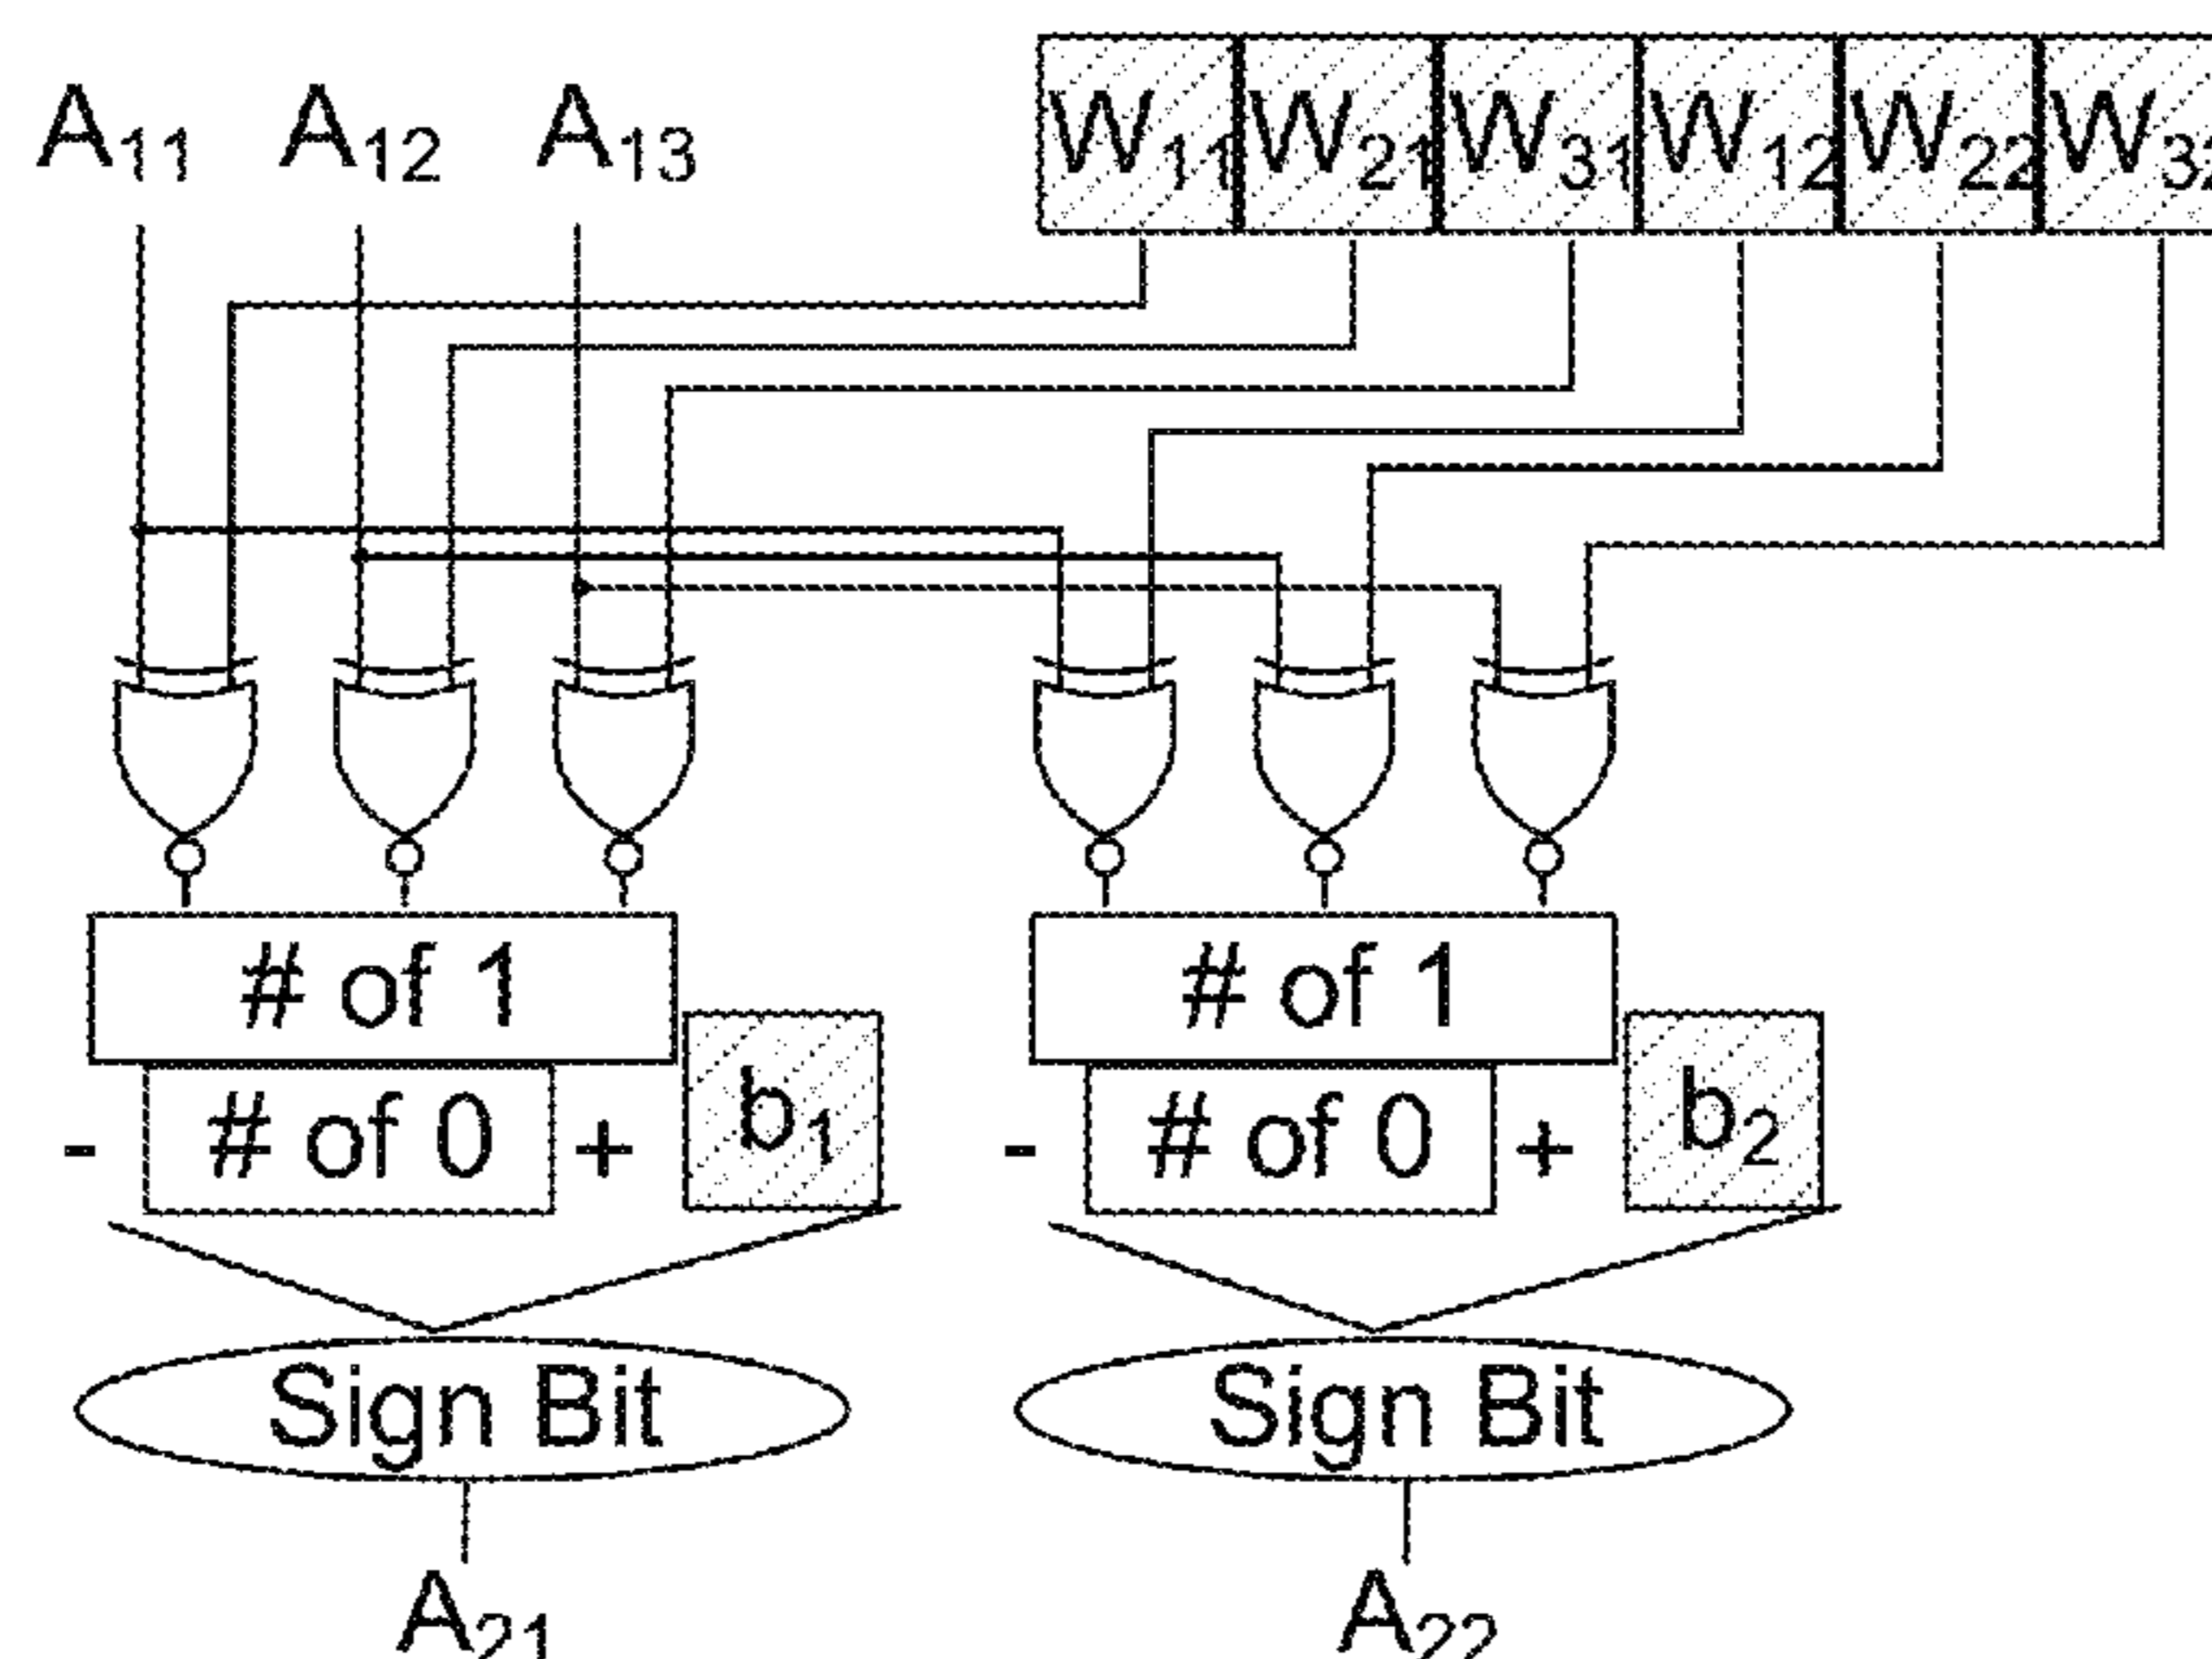 A11 A12 A13 W11 W21 W31 W12 W22 W32
# of 1 # of 1
- # of 0 + b1 - # of 0 + b2
Sign Bit Sign Bit
A21 A22